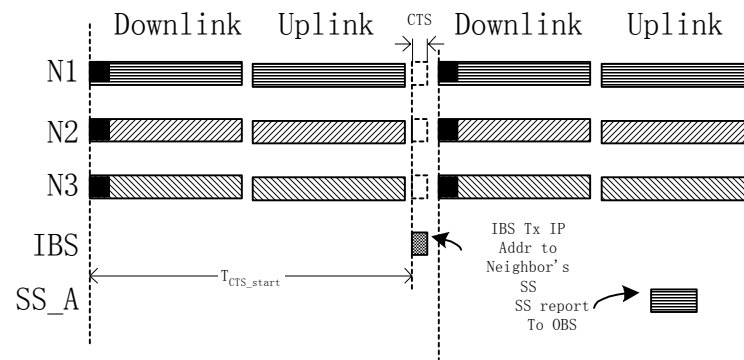 CTS
Downlink Uplink Downlink Uplink
N1
N2
N3
IBS
IBS Tx IP
Addr to
Neighbor's
SS
T_CTS_start
SS_A
SS report
To OBS